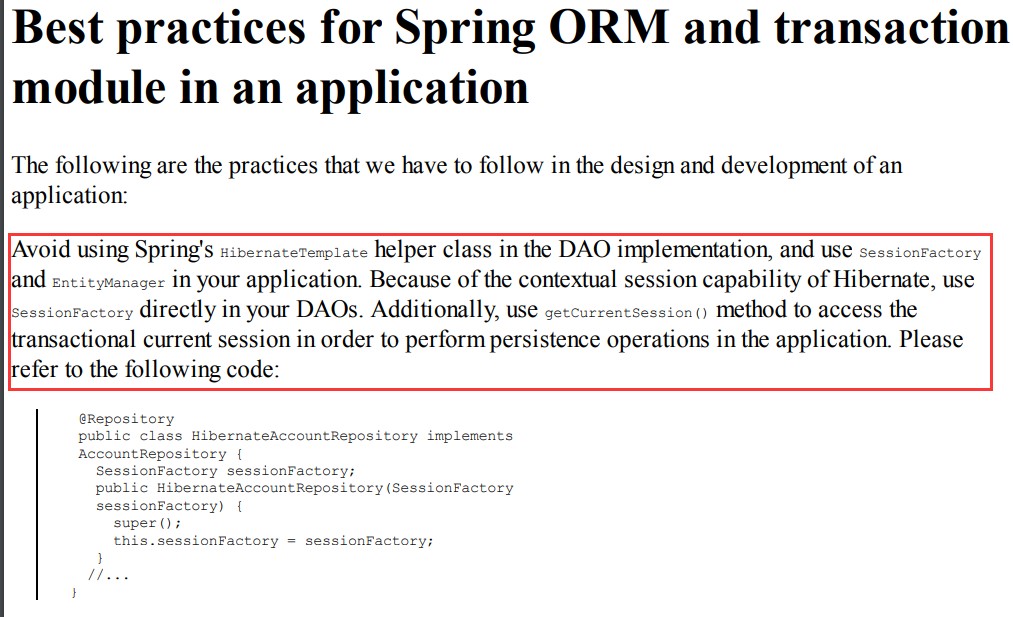 Best practices for Spring ORM and transaction
module in an application
The following are the practices that we have to follow in the design and development of an
application:
Avoid using Spring's HibernateTemplate helper class in the DAO implementation, and use SessionFactory
and EntityManager in your application. Because of the contextual session capability of Hibernate, use
SessionFactory directly in your DAOs. Additionally, use getCurrentSession() method to access the
transactional current session in order to perform persistence operations in the application. Please
refer to the following code:
@Repository
public class HibernateAccountRepository implements
AccountRepository {
SessionFactory sessionFactory;
public HibernateAccountRepository(SessionFactory
sessionFactory) {
super();
this.sessionFactory = sessionFactory;
}
//...
}